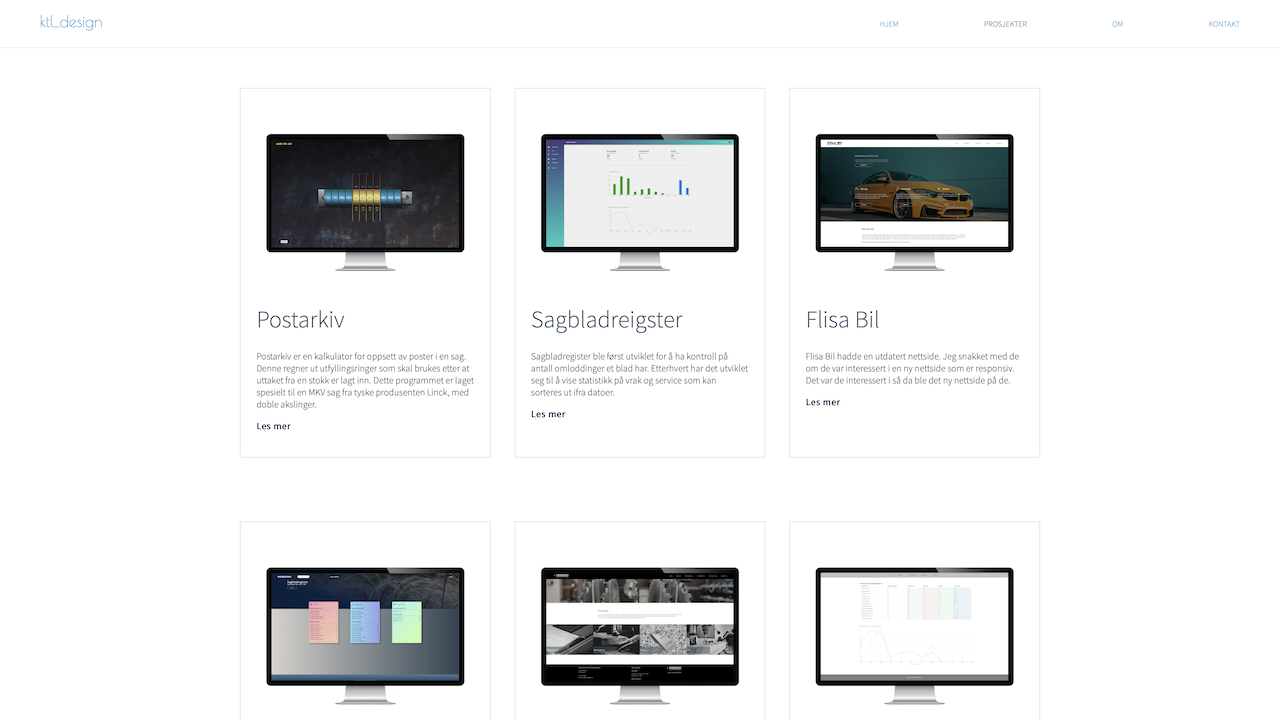 ktl_design
HJEM
PROSJEKTER
OM
KONTAKT
Postarkiv
Postarkiv er en kalkulator for oppsett av poster i en sag.
Denne regner ut utfyllingsringer som skal brukes etter at
uttaket fra en stokk er lagt inn. Dette programmet er laget
spesielt til en MKV sag fra tyske produsenten Linck, med
doble akslinger.
Les mer
Sagbladreigster
Sagbladregister ble først utviklet for å ha kontroll på
antall omloddinger et blad har. Etterhvert har det utviklet
seg til å vise statistikk på vrak og service som kan
sorteres ut ifra datoer.
Les mer
Flisa Bil
Flisa Bil
Flisa Bil hadde en utdatert nettside. Jeg snakket med de
om de var interessert i en ny nettside som er responsiv.
Det var de interessert i så da ble det ny nettside på de.
Les mer